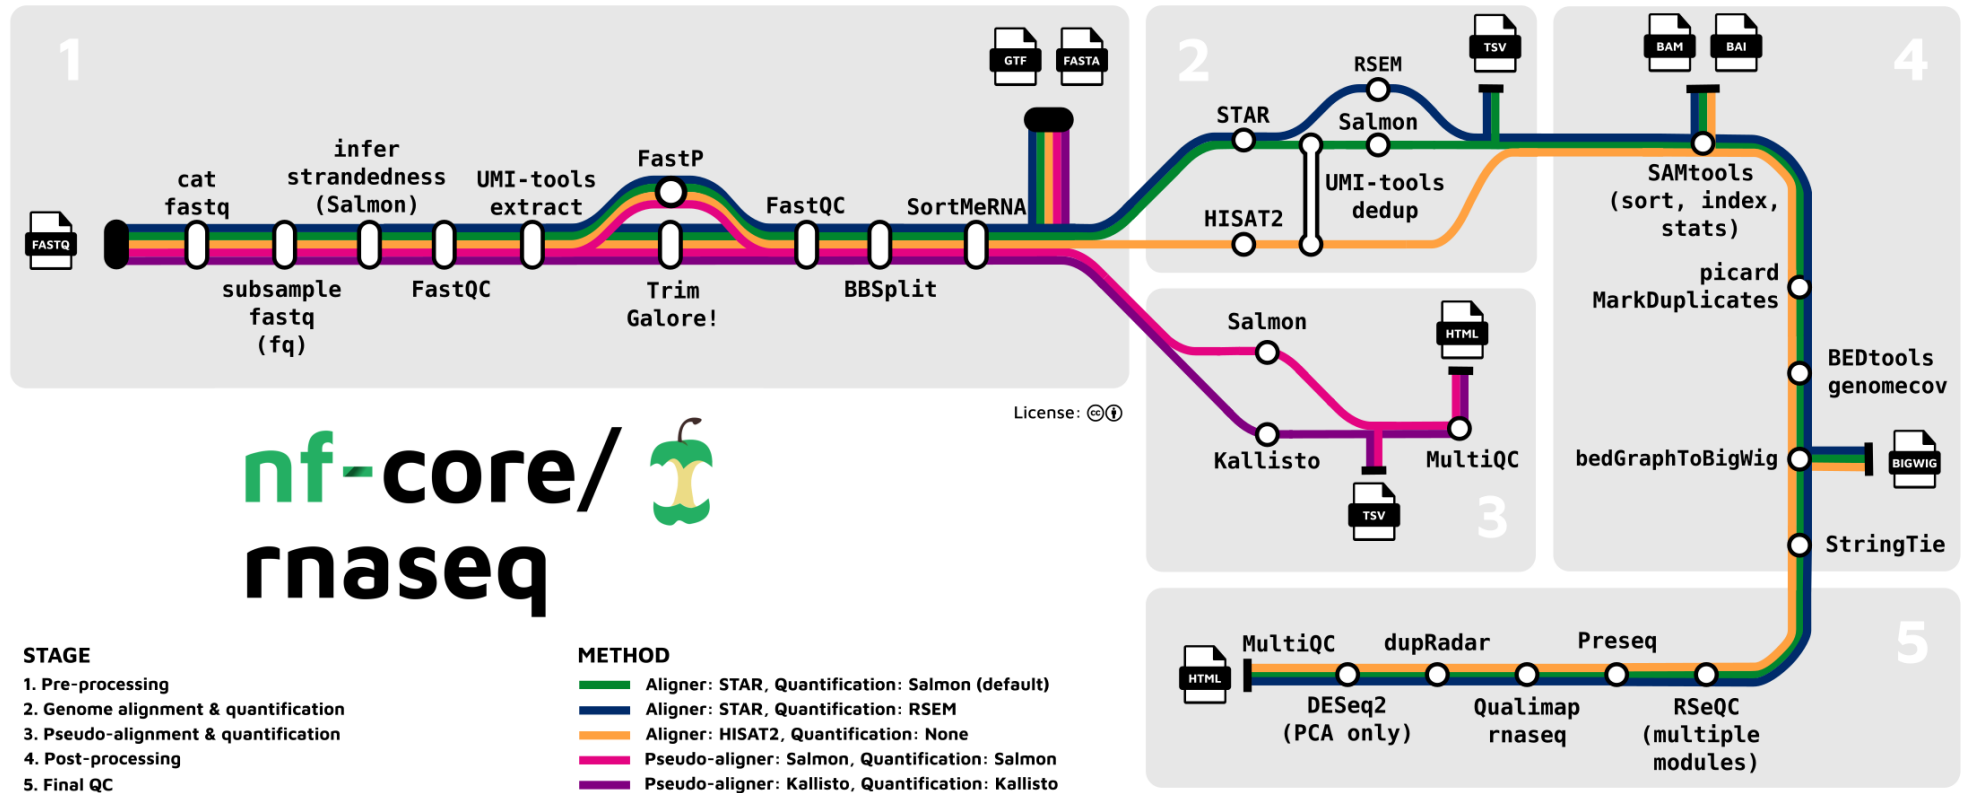 1
GTF
FASTA
infer
strandedness
(Salmon)
cat
fastq
UMI-tools
extract
FastP
FastQC
SortMeRNA
FASTQ
subsample
fastq
(fq)
FastQC
Trim
Galore!
BBSplit
2
TSV
RSEM
STAR
Salmon
UMI-tools
dedup
HISAT2
Salmon
HTML
Kallisto
MultiQC
TSV
3
4
BAM
BAI
SAMtools
(sort, index,
stats)
picard
MarkDuplicates
BEDtools
genomecov
bedGraphToBigWig
BIGWIG
StringTie
5
MultiQC
dupRadar
Preseq
HTML
DESeq2
(PCA only)
Qualimap
rnaseq
RSeQC
(multiple
modules)
License:
nf-core/
rnaseq
STAGE
1. Pre-processing
2. Genome alignment & quantification
3. Pseudo-alignment & quantification
4. Post-processing
5. Final QC
METHOD
Aligner: STAR, Quantification: Salmon (default)
Aligner: STAR, Quantification: RSEM
Aligner: HISAT2, Quantification: None
Pseudo-aligner: Salmon, Quantification: Salmon
Pseudo-aligner: Kallisto, Quantification: Kallisto